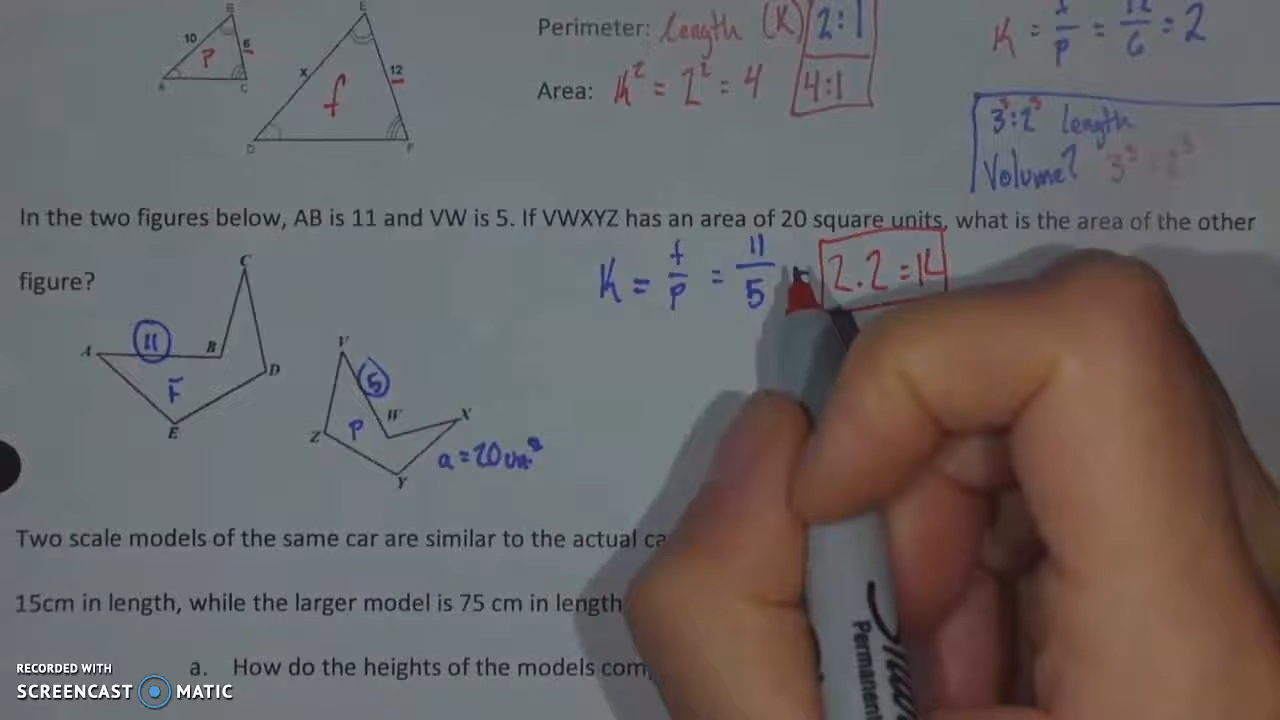 B
10
6
P
A
C
E
x
12
f
D
F
Perimeter: length (K) 2:1
Area: K² = 2² = 4 4:1
K = f/p = 12/6 = 2
3³:2³ length
Volume? 3³ : 2³
In the two figures below, AB is 11 and VW is 5. If VWXYZ has an area of 20 square units, what is the area of the other
figure?
K = f/p = 11/5 = 2.2 = K
A
11
B
C
D
E
F
V
5
W
X
Y
Z
P
a = 20un²
Two scale models of the same car are similar to the actual
15cm in length, while the larger model is 75 cm in length
a. How do the heights of the models
Permanent
RECORDED WITH
SCREENCAST MATIC